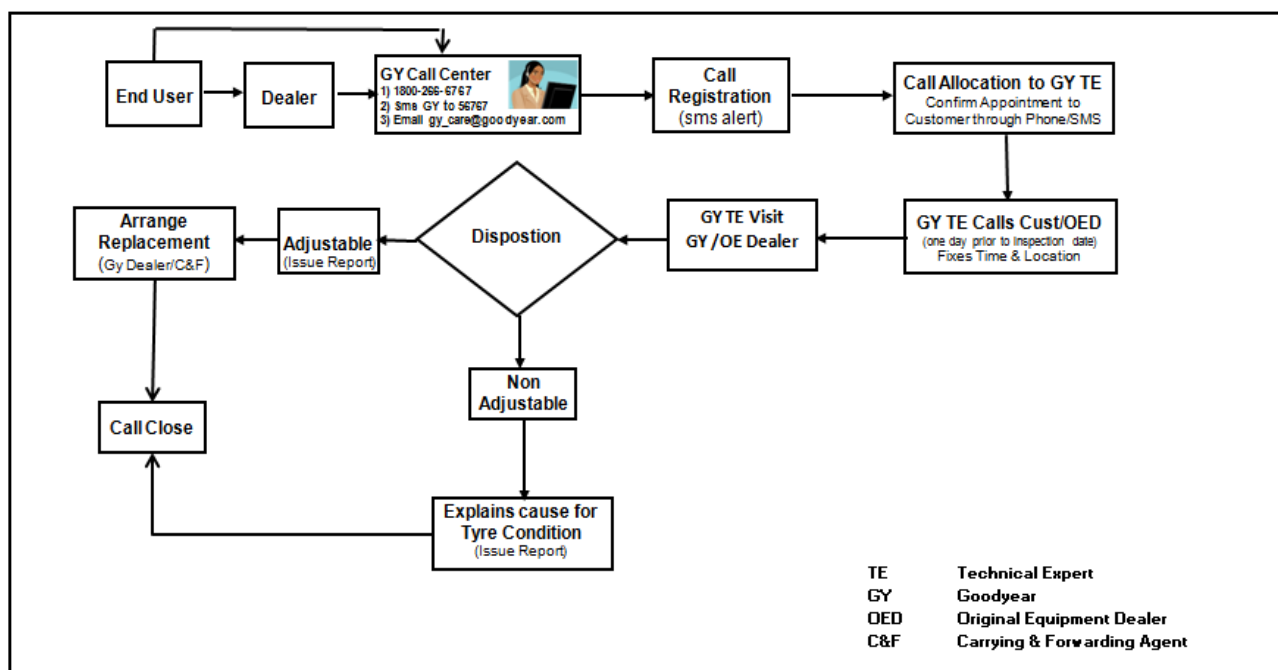 End User
Dealer
GY Call Center
1) 1800-266-6767
2) Sms GY to 56767
3) Email gy_care@goodyear.com
Call
Registration
(sms alert)
Call Allocation to GY TE
Confirm Appointment to
Customer through Phone/SMS
Arrange
Replacement
(Gy Dealer/C&F)
Adjustable
(Issue Report)
Dispostion
GY TE Visit
GY /OE Dealer
GY TE Calls Cust/OED
(one day prior to Inspection date)
Fixes Time & Location
Non
Adjustable
Call Close
Explains cause for
Tyre Condition
(Issue Report)
TE Technical Expert
GY Goodyear
OED Original Equipment Dealer
C&F Carrying & Forwarding Agent